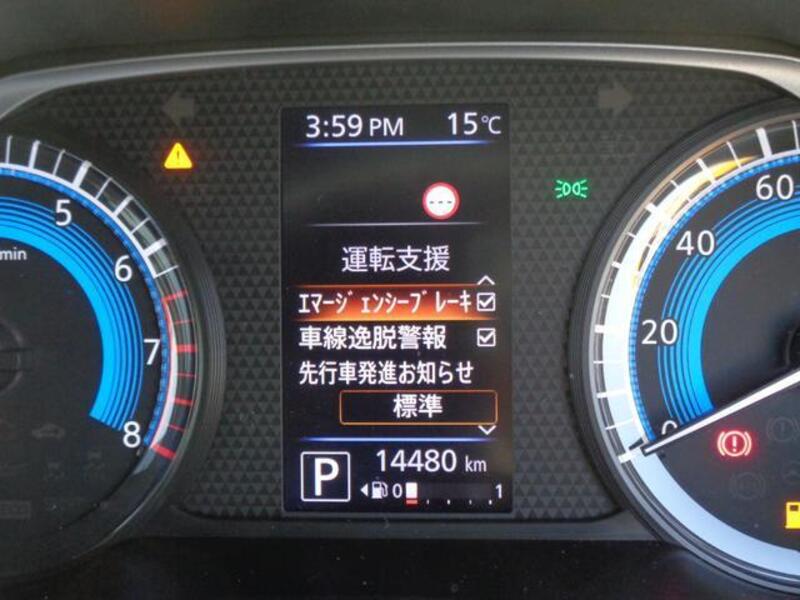 3:59 PM 15℃
運転支援
ｴﾏｰｼﾞｪﾝｼｰﾌﾞﾚｰｷ
車線逸脱警報
先行車発進お知らせ
標準
P 14480 km
0 1
min
5
6
7
8
0
20
40
60